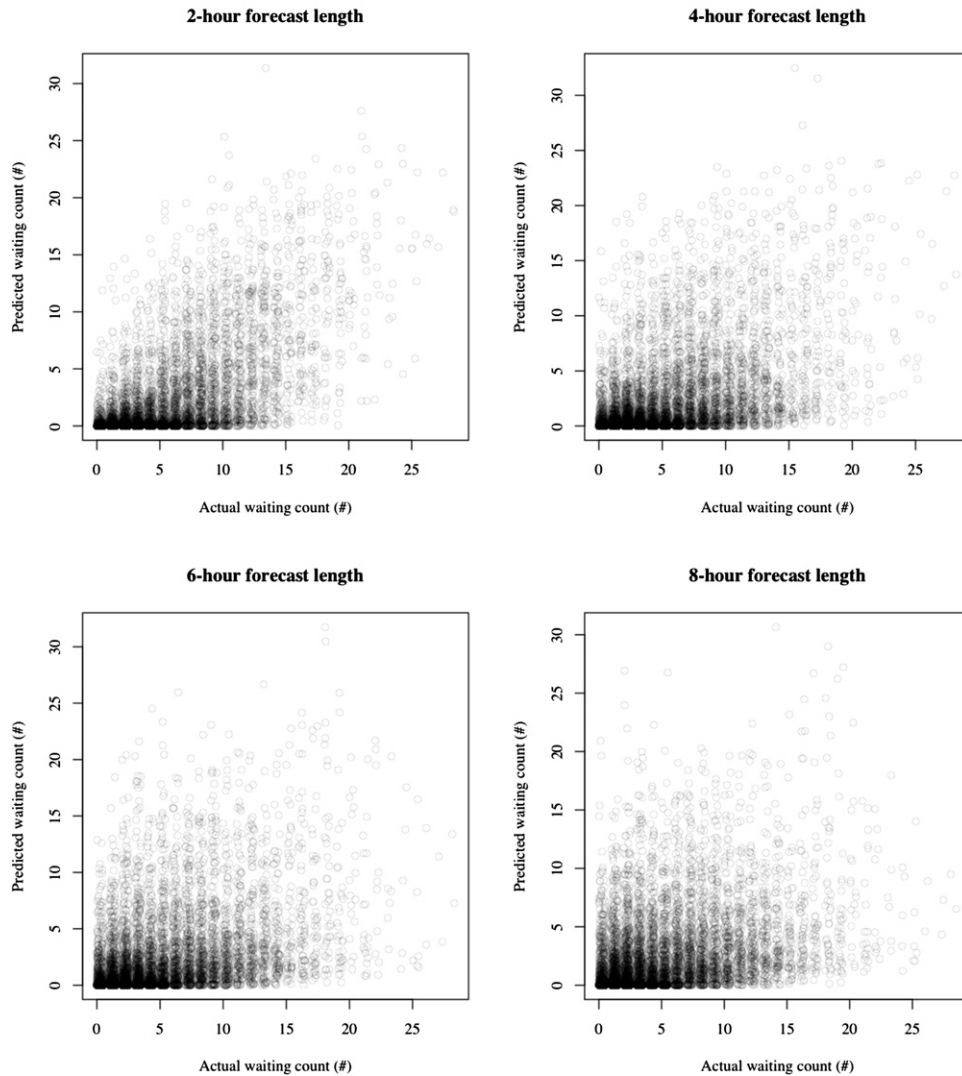 2-hour forecast length
4-hour forecast length
Predicted waiting count (#)
30
25
20
15
10
5
0
0 5 10 15 20 25
Actual waiting count (#)
Predicted waiting count (#)
30
25
20
15
10
5
0
0 5 10 15 20 25
Actual waiting count (#)
6-hour forecast length
8-hour forecast length
Predicted waiting count (#)
30
25
20
15
10
5
0
0 5 10 15 20 25
Actual waiting count (#)
Predicted waiting count (#)
30
25
20
15
10
5
0
0 5 10 15 20 25
Actual waiting count (#)